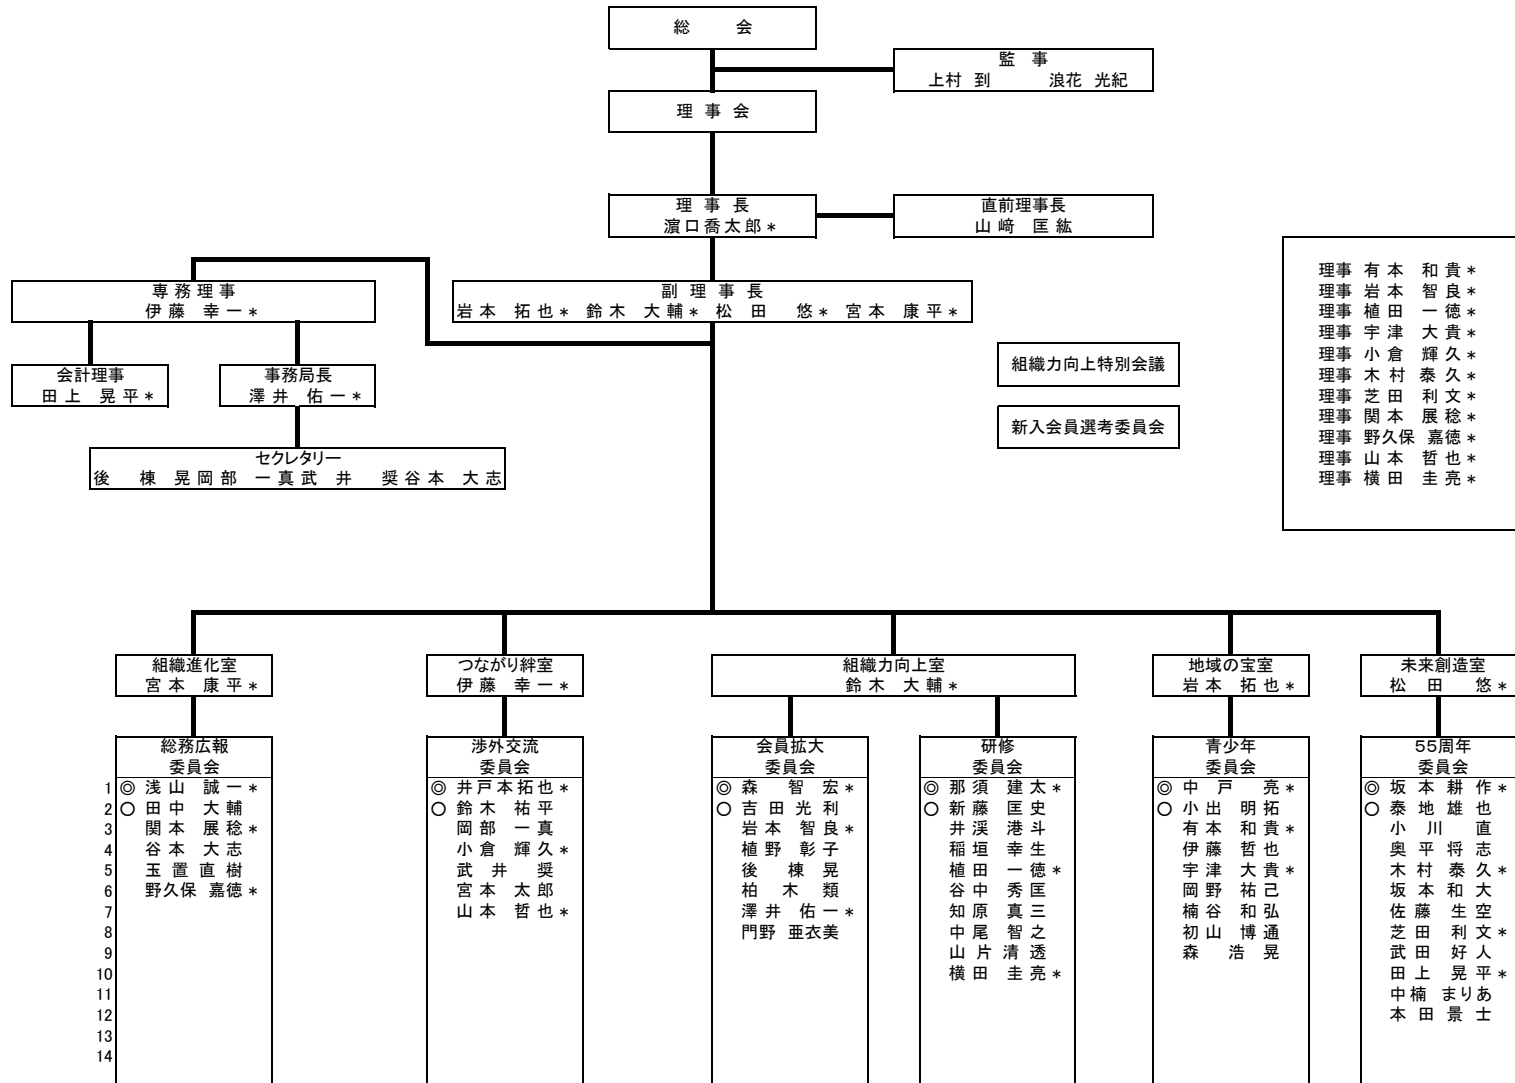 総 会
監 事
上村 到 浪花 光紀
理 事 会
理 事 長
濵口喬太郎*
直前理事長
山﨑 匡紘
専務理事
伊藤 幸一*
副 理 事 長
岩本 拓也* 鈴木 大輔* 松田 悠* 宮本 康平*
会計理事
田上 晃平*
事務局長
澤井 佑一*
セクレタリー
後 棟 晃 岡部 一真 武井 奨 谷本 大志
組織力向上特別会議
新入会員選考委員会
理事 有本 和貴*
理事 岩本 智良*
理事 植田 一徳*
理事 宇津 大貴*
理事 小倉 輝久*
理事 木村 泰久*
理事 芝田 利文*
理事 関本 展稔*
理事 野久保 嘉徳*
理事 山本 哲也*
理事 横田 圭亮*
組織進化室
宮本 康平*
つながり絆室
伊藤 幸一*
組織力向上室
鈴木 大輔*
地域の宝室
岩本 拓也*
未来創造室
松田 悠*
総務広報
委員会
1 ◎ 浅山 誠一*
2 ○ 田中 大輔
3 関本 展稔*
4 谷本 大志
5 玉置直樹
6 野久保 嘉徳*
7
8
9
10
11
12
13
14
渉外交流
委員会
◎ 井戸本拓也*
○ 鈴木 祐平
岡部 一真
小倉 輝久*
武井 奨
宮本 太郎
山本 哲也*
会員拡大
委員会
◎ 森 智宏*
○ 吉田光利
岩本 智良*
植野 彰子
後 棟晃
柏木 類
澤井 佑一*
門野 亜衣美
研修
委員会
◎ 那須 建太*
○ 新藤 匡史
井渓 港斗
稲垣 幸生
植田 一徳*
谷中 秀匡
知原 真三
中尾 智之
山片清透
横田 圭亮*
青少年
委員会
◎ 中戸 亮*
○ 小出 明拓
有本 和貴*
伊藤 哲也
宇津 大貴*
岡野 祐己
楠谷 和弘
初山 博通
森 浩晃
55周年
委員会
◎ 坂本耕作*
○ 泰地雄也
小川 直
奥平将志
木村 泰久*
坂本和大
佐藤 生空
芝田 利文*
武田 好人
田上 晃平*
中楠 まりあ
本田景士